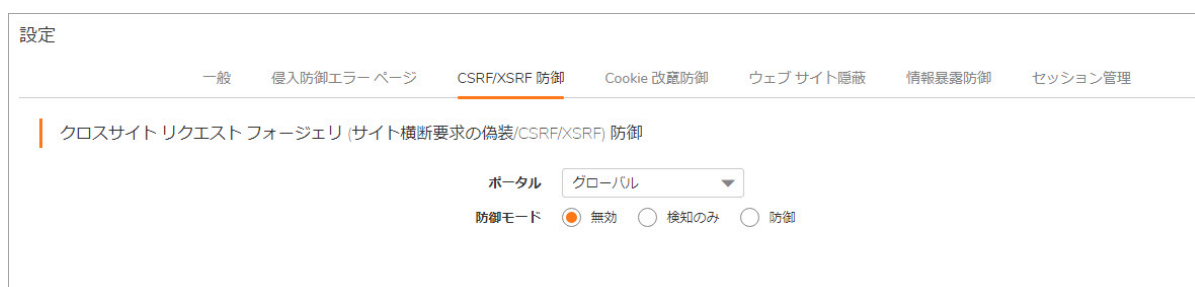 設定
一般 侵入防御エラー ページ CSRF/XSRF 防御 Cookie 改竄防御 ウェブ サイト隠蔽 情報暴露防御 セッション管理
クロスサイト リクエスト フォージェリ (サイト横断要求の偽装/CSRF/XSRF) 防御
ポータル グローバル
防御モード 無効 検知のみ 防御